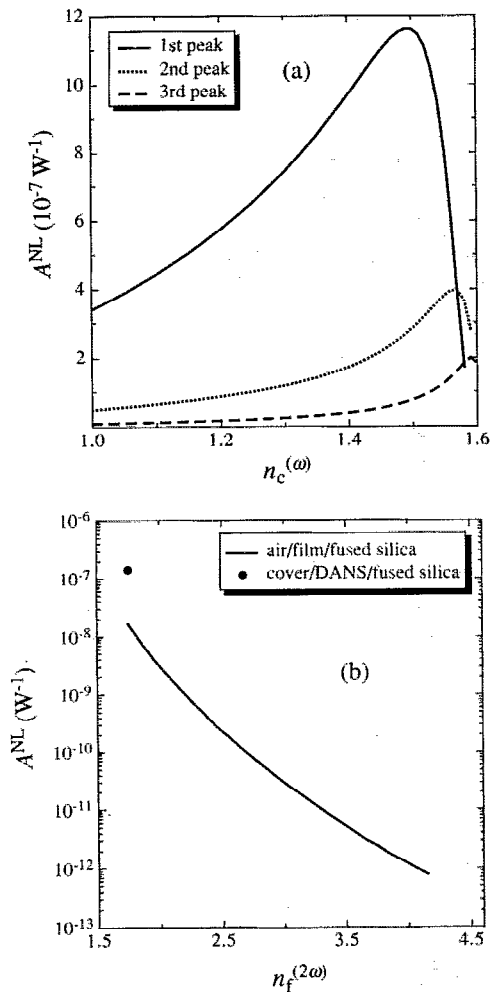 12
10
8
6
4
2
A^NL (10^-7 W^-1)
1st peak
2nd peak
3rd peak
(a)
1.0 1.2 1.4 1.6
n_c^(ω)
10^-6
10^-7
10^-8
10^-9
10^-10
10^-11
10^-12
10^-13
A^NL (W^-1)
air/film/fused silica
cover/DANS/fused silica
(b)
1.5 2.5 3.5 4.5
n_f^(2ω)